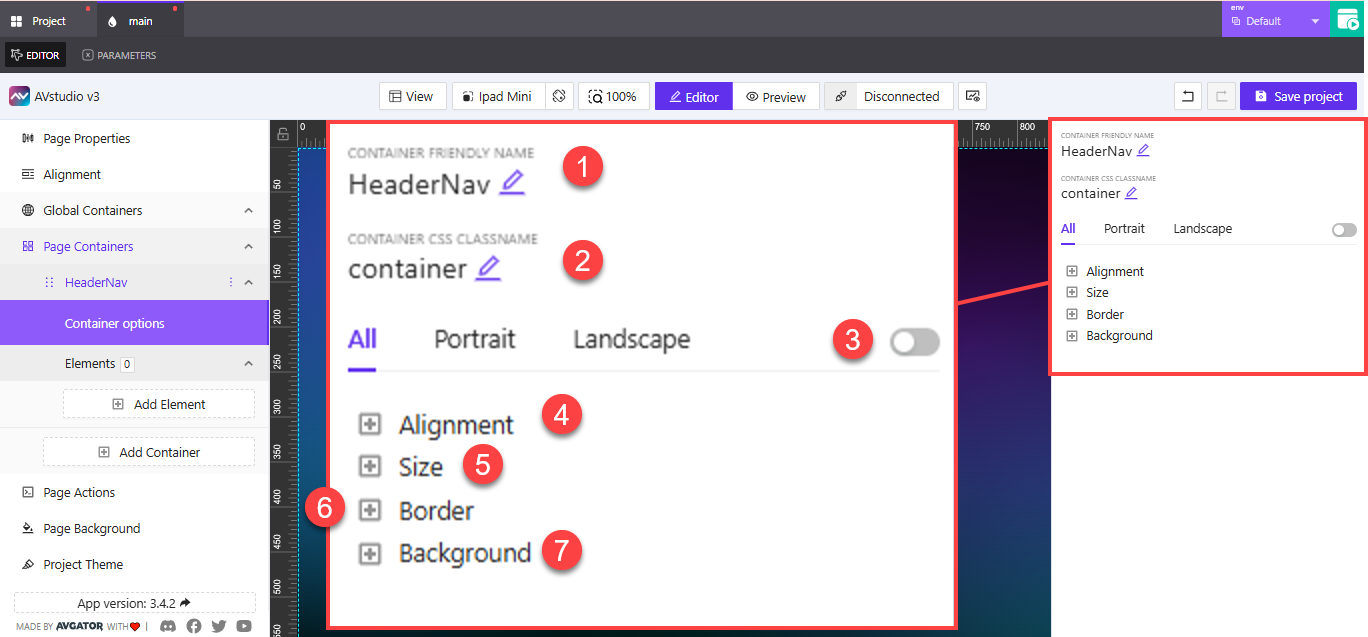 Project
main
env
Default
EDITOR
PARAMETERS
AVstudio v3
View
Ipad Mini
100%
Editor
Preview
Disconnected
Save project
Page Properties
Alignment
Global Containers
Page Containers
HeaderNav
Container options
Elements 0
Add Element
Add Container
Page Actions
Page Background
Project Theme
App version: 3.4.2
MADE BY AVGATOR WITH |
0
750
800
50
100
150
200
250
300
350
400
450
500
550
CONTAINER FRIENDLY NAME
HeaderNav
1
CONTAINER CSS CLASSNAME
container
2
All Portrait Landscape
3
Alignment 4
Size 5
6 Border
Background 7
CONTAINER FRIENDLY NAME
HeaderNav
CONTAINER CSS CLASSNAME
container
All Portrait Landscape
Alignment
Size
Border
Background